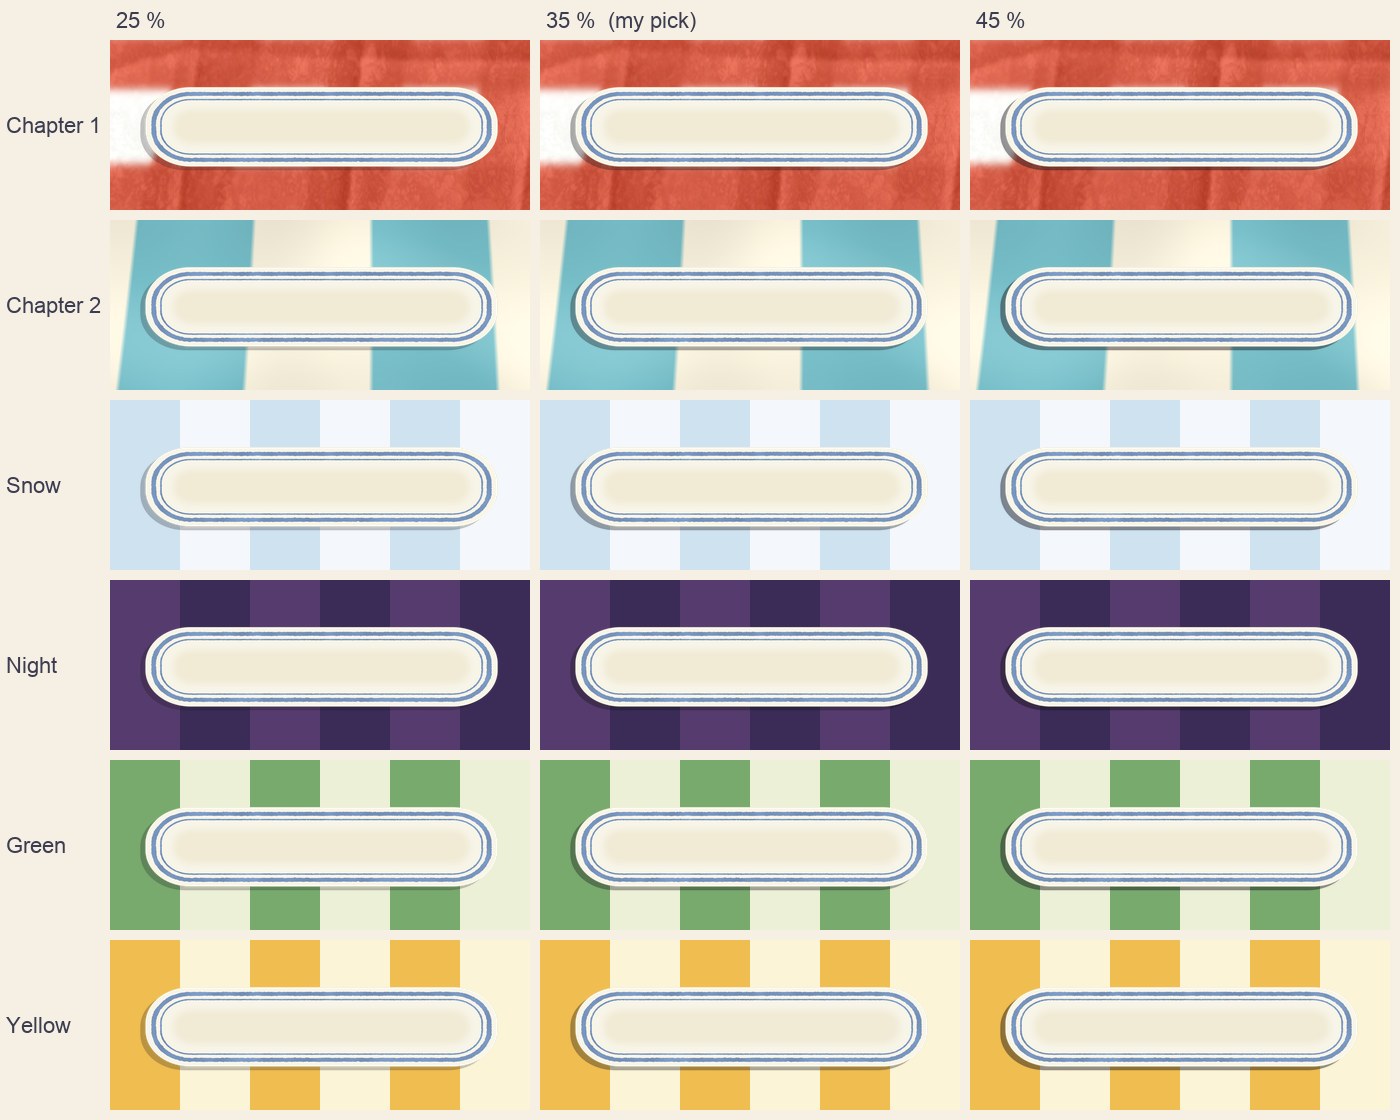 25 %
35 % (my pick)
45 %
Chapter 1
Chapter 2
Snow
Night
Green
Yellow